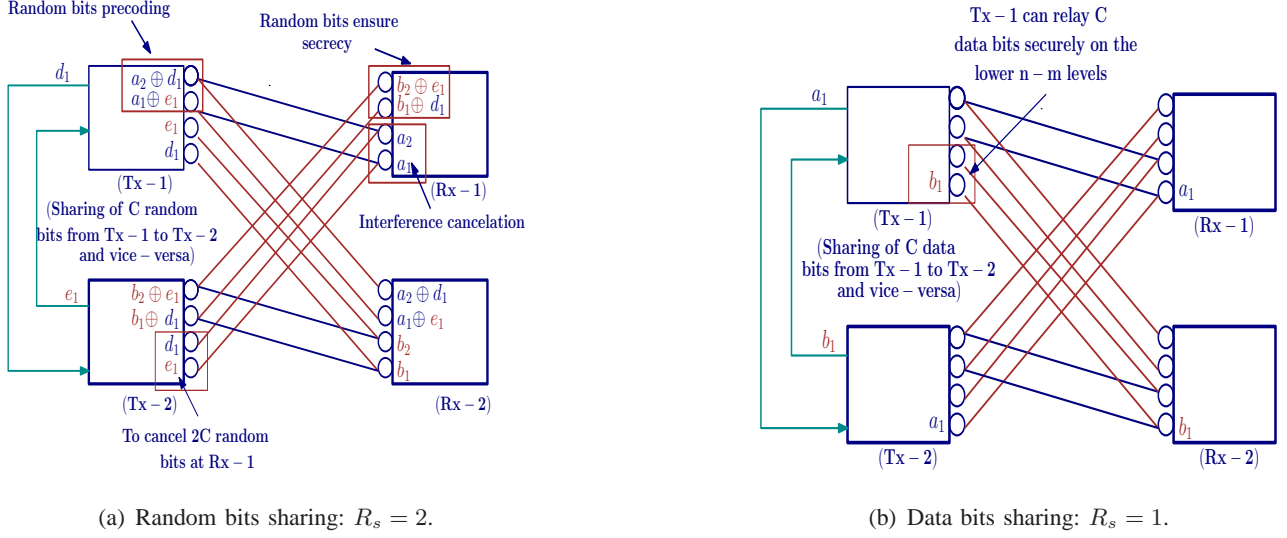 Random bits precoding
Random bits ensure
secrecy
d₁
a₂ ⊕ d₁
a₁⊕ e₁
e₁
d₁
(Tx – 1)
(Sharing of C random
bits from Tx – 1 to Tx – 2
and vice – versa)
b₂ ⊕ e₁
b₁⊕ d₁
a₂
a₁
(Rx – 1)
Interference cancelation
e₁
b₂ ⊕ e₁
b₁⊕ d₁
d₁
e₁
(Tx – 2)
To cancel 2C random
bits at Rx – 1
a₂ ⊕ d₁
a₁⊕ e₁
b₂
b₁
(Rx – 2)
(a) Random bits sharing: Rₛ = 2.
Tx – 1 can relay C
data bits securely on the
lower n – m levels
a₁
b₁
(Tx – 1)
(Sharing of C data
bits from Tx – 1 to Tx – 2
and vice – versa)
a₁
(Rx – 1)
b₁
a₁
(Tx – 2)
b₁
(Rx – 2)
(b) Data bits sharing: Rₛ = 1.